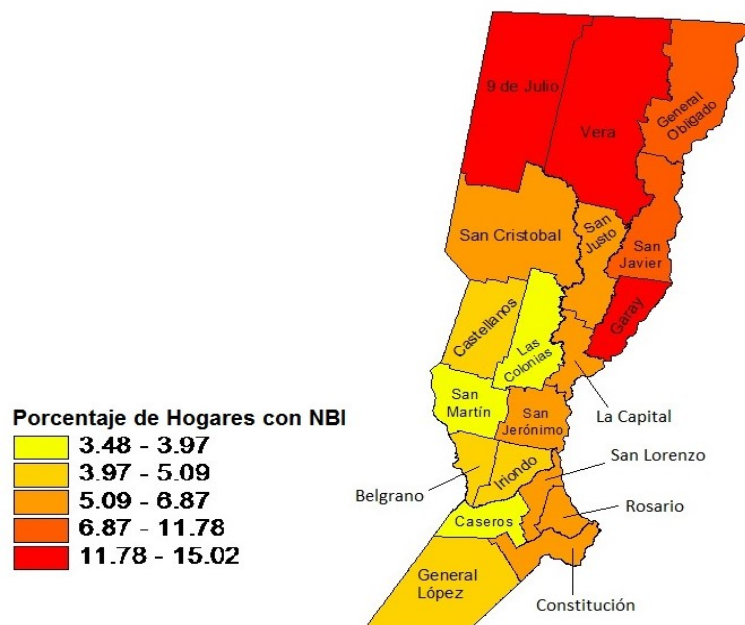 9 de Julio
Vera
General
Obligado
San Cristobal
San
Justo
San
Javier
Garay
Castellanos
Las
Colonias
San
Martín
San
Jerónimo
La Capital
Iriondo
San Lorenzo
Belgrano
Rosario
Caseros
General
López
Constitución
Porcentaje de Hogares con NBI
3.48 - 3.97
3.97 - 5.09
5.09 - 6.87
6.87 - 11.78
11.78 - 15.02